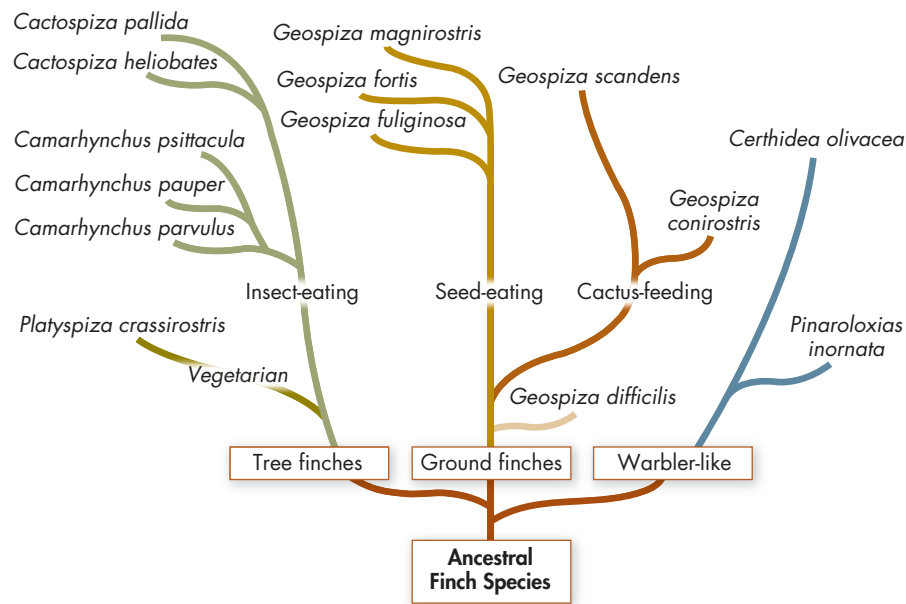 Cactospiza pallida
Cactospiza heliobates
Geospiza magnirostris
Geospiza fortis
Geospiza fuliginosa
Geospiza scandens
Certhidea olivacea
Camarhynchus psittacula
Camarhynchus pauper
Camarhynchus parvulus
Geospiza
conirostris
Insect-eating
Seed-eating
Cactus-feeding
Platyspiza crassirostris
Pinaroloxias
inornata
Vegetarian
Geospiza difficilis
Tree finches
Ground finches
Warbler-like
Ancestral
Finch Species